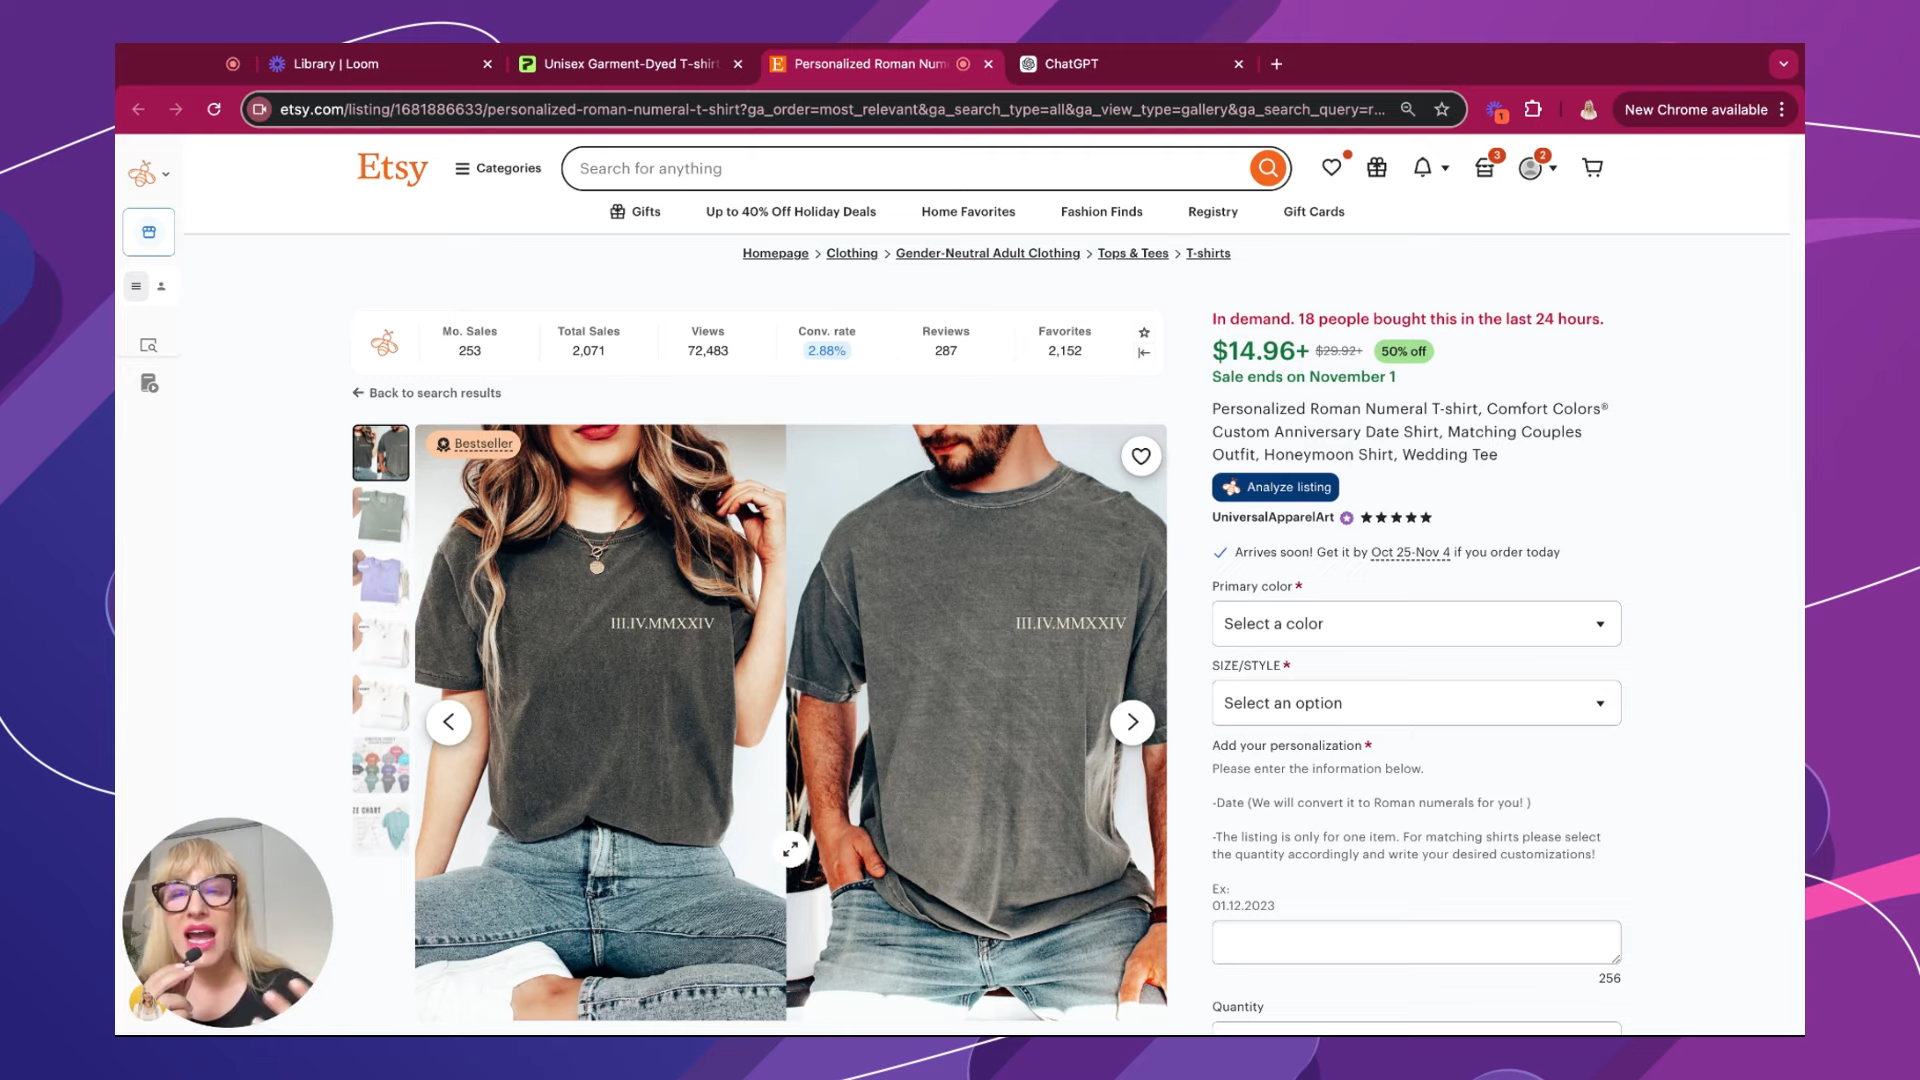 Library | Loom
Unisex Garment-Dyed T-shirt
Personalized Roman Num
ChatGPT
etsy.com/listing/1681886633/personalized-roman-numeral-t-shirt?ga_order=most_relevant&ga_search_type=all&ga_view_type=gallery&ga_search_query=r...
1
New Chrome available
Etsy
Categories
Search for anything
3
2
Gifts
Up to 40% Off Holiday Deals
Home Favorites
Fashion Finds
Registry
Gift Cards
Homepage > Clothing > Gender-Neutral Adult Clothing > Tops & Tees > T-shirts
Mo. Sales
253
Total Sales
2,071
Views
72,483
Conv. rate
2.88%
Reviews
287
Favorites
2,152
Back to search results
Bestseller
III.IV.MMXXIV
III.IV.MMXXIV
In demand. 18 people bought this in the last 24 hours.
$14.96+ $29.92+ 50% off
Sale ends on November 1
Personalized Roman Numeral T-shirt, Comfort Colors®
Custom Anniversary Date Shirt, Matching Couples
Outfit, Honeymoon Shirt, Wedding Tee
Analyze listing
UniversalApparelArt
Arrives soon! Get it by Oct 25-Nov 4 if you order today
Primary color *
Select a color
SIZE/STYLE *
Select an option
Add your personalization *
Please enter the information below.
-Date (We will convert it to Roman numerals for you! )
-The listing is only for one item. For matching shirts please select
the quantity accordingly and write your desired customizations!
Ex:
01.12.2023
256
Quantity